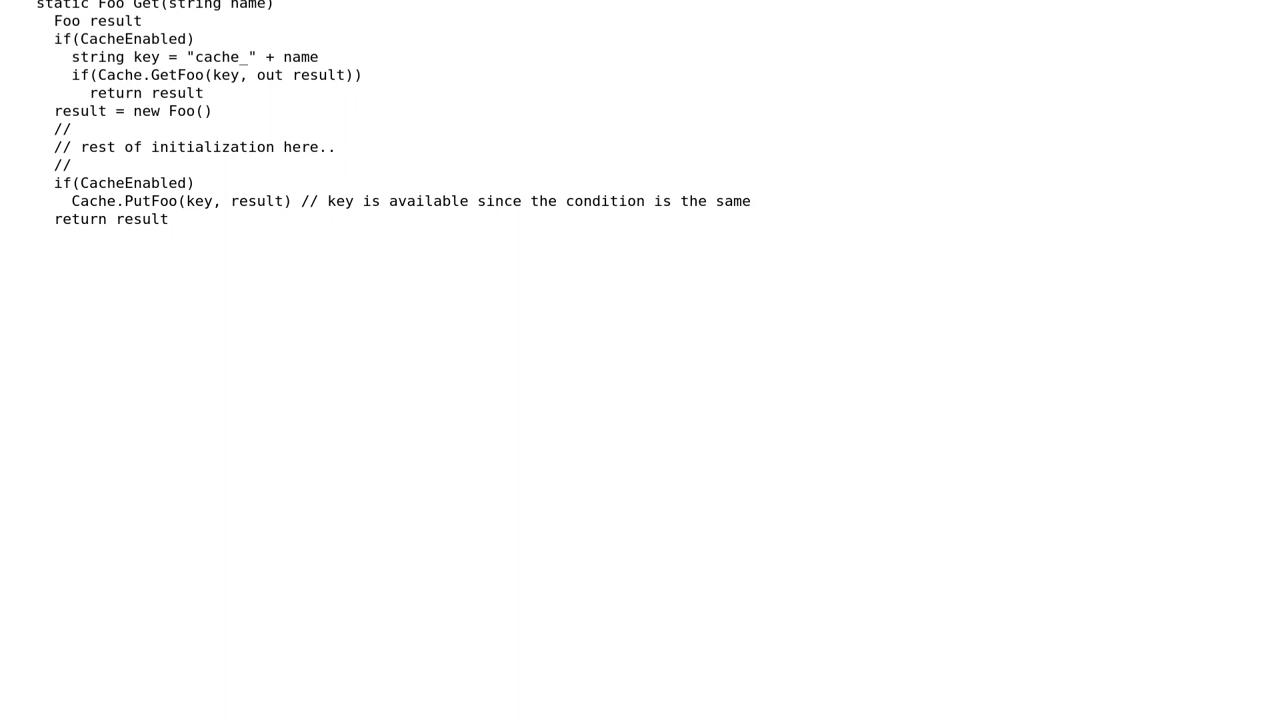 static Foo Get(string name)
Foo result
if(CacheEnabled)
string key = "cache_" + name
if(Cache.GetFoo(key, out result))
return result
result = new Foo()
//
// rest of initialization here..
//
if(CacheEnabled)
Cache.PutFoo(key, result) // key is available since the condition is the same
return result